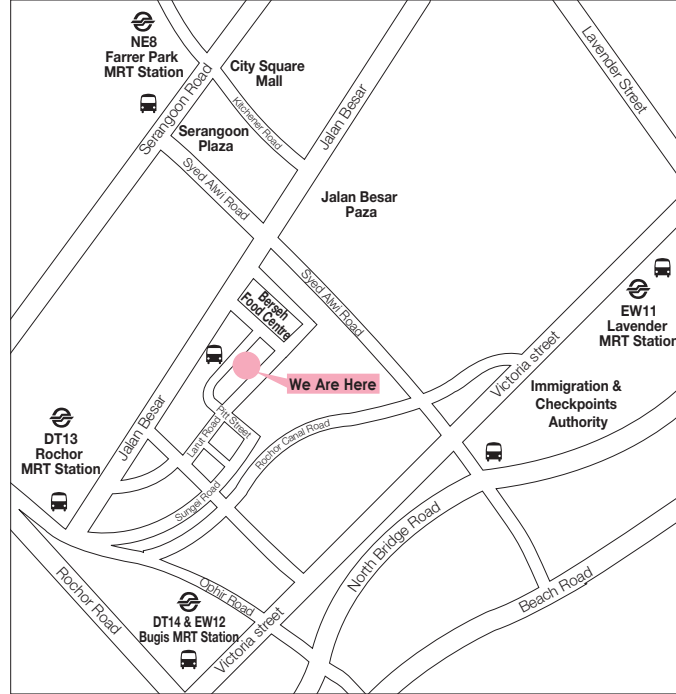 NE8
Farrer Park
MRT Station
City Square
Mall
Lavender Street
Serangoon Road
Kitchener Road
Jalan Besar
Serangoon
Plaza
Syed Alwi Road
Jalan Besar
Paza
Syed Alwi Road
Berseh
Food Centre
EW11
Lavender
MRT Station
Victoria street
We Are Here
Immigration &
Checkpoints
Authority
Jalan Besar
Pitt Street
Larut Road
Rochor Canal Road
DT13
Rochor
MRT Station
Sungei Road
North Bridge Road
Rochor Road
Ophir Road
Beach Road
DT14 & EW12
Bugis MRT Station
Victoria street